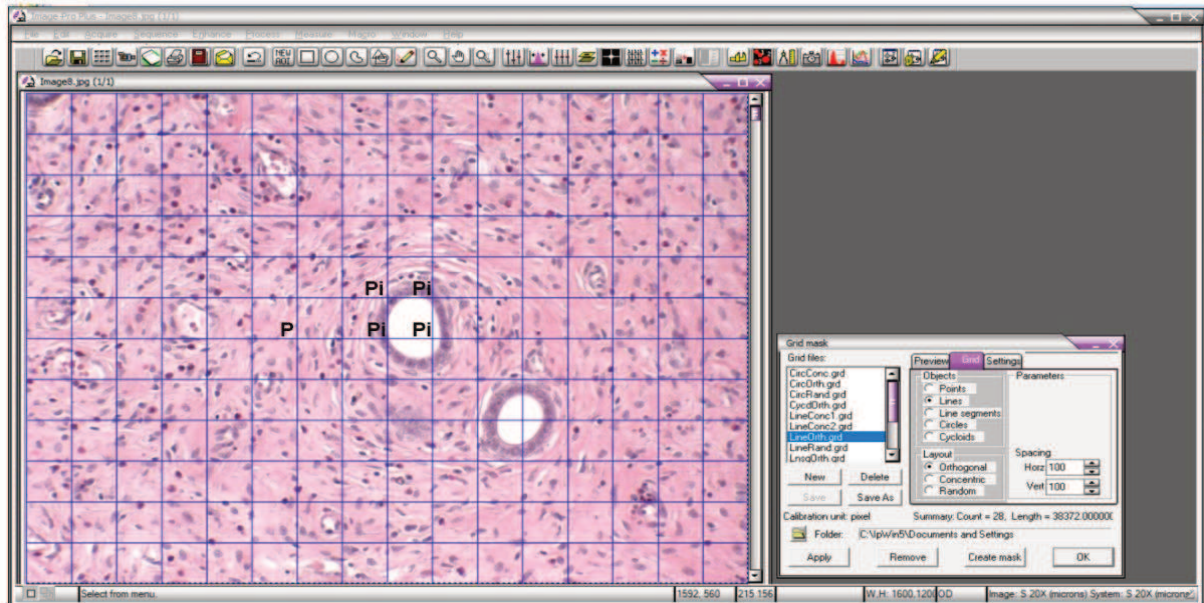 Image Pro Plus - Image8.jpg (1/1)
File Edit Acquire Sequence Enhance Process Measure Macro Window Help
NEW AOI
Image8.jpg (1/1)
Pi Pi
P Pi Pi
Grid mask
Grid files:
CircConc.grd
CircOrth.grd
CircRand.grd
CycdOrth.grd
LineConc1.grd
LineConc2.grd
LineOrth.grd
LineRand.grd
LnsgOrth.grd
New Delete
Save Save As
Preview Grid Settings
Objects
Points
Lines
Line segments
Circles
Cycloids
Layout
Orthogonal
Concentric
Random
Parameters
Spacing
Horz 100
Vert 100
Calibration unit: pixel Summary: Count = 28, Length = 38372.00000
Folder: C:\IpWin5\Documents and Settings
Apply Remove Create mask OK
Select from menu. 1592, 560 215.156 W.H: 1600.120 OD Image: S 20X (microns) System: S 20X (microns)